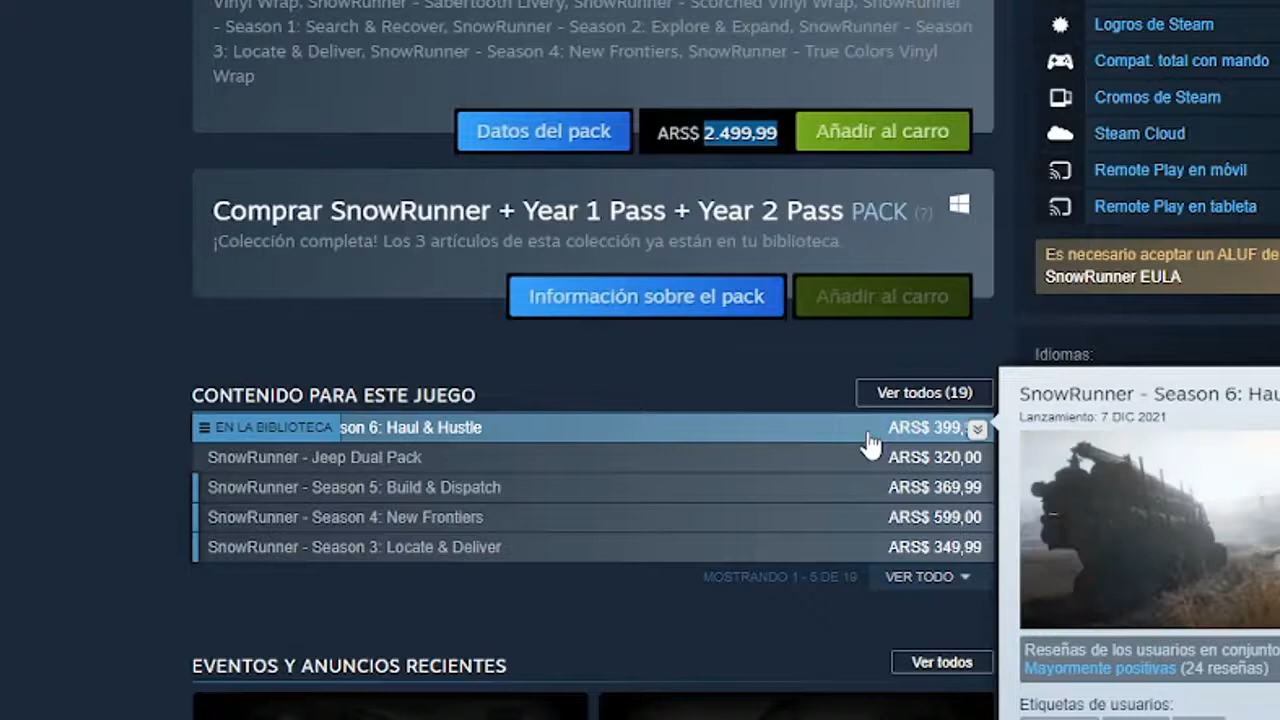 Vinyl Wrap, SnowRunner - Sabertooth Livery, SnowRunner - Scorched Vinyl Wrap, SnowRunner
- Season 1: Search & Recover, SnowRunner - Season 2: Explore & Expand, SnowRunner - Season
3: Locate & Deliver, SnowRunner - Season 4: New Frontiers, SnowRunner - True Colors Vinyl
Wrap
Datos del pack
ARS$ 2.499,99
Añadir al carro
Comprar SnowRunner + Year 1 Pass + Year 2 Pass PACK (?)
¡Colección completa! Los 3 artículos de esta colección ya están en tu biblioteca.
Información sobre el pack
Añadir al carro
CONTENIDO PARA ESTE JUEGO
Ver todos (19)
EN LA BIBLIOTECA
son 6: Haul & Hustle
ARS$ 399,
SnowRunner - Jeep Dual Pack
ARS$ 320,00
SnowRunner - Season 5: Build & Dispatch
ARS$ 369,99
SnowRunner - Season 4: New Frontiers
ARS$ 599,00
SnowRunner - Season 3: Locate & Deliver
ARS$ 349,99
MOSTRANDO 1 - 5 DE 19
VER TODO
EVENTOS Y ANUNCIOS RECIENTES
Ver todos
Logros de Steam
Compat. total con mando
Cromos de Steam
Steam Cloud
Remote Play en móvil
Remote Play en tableta
Es necesario aceptar un ALUF de
SnowRunner EULA
Idiomas:
SnowRunner - Season 6: Hau
Lanzamiento: 7 DIC 2021
Reseñas de los usuarios en conjunto
Mayormente positivas (24 reseñas)
Etiquetas de usuarios: